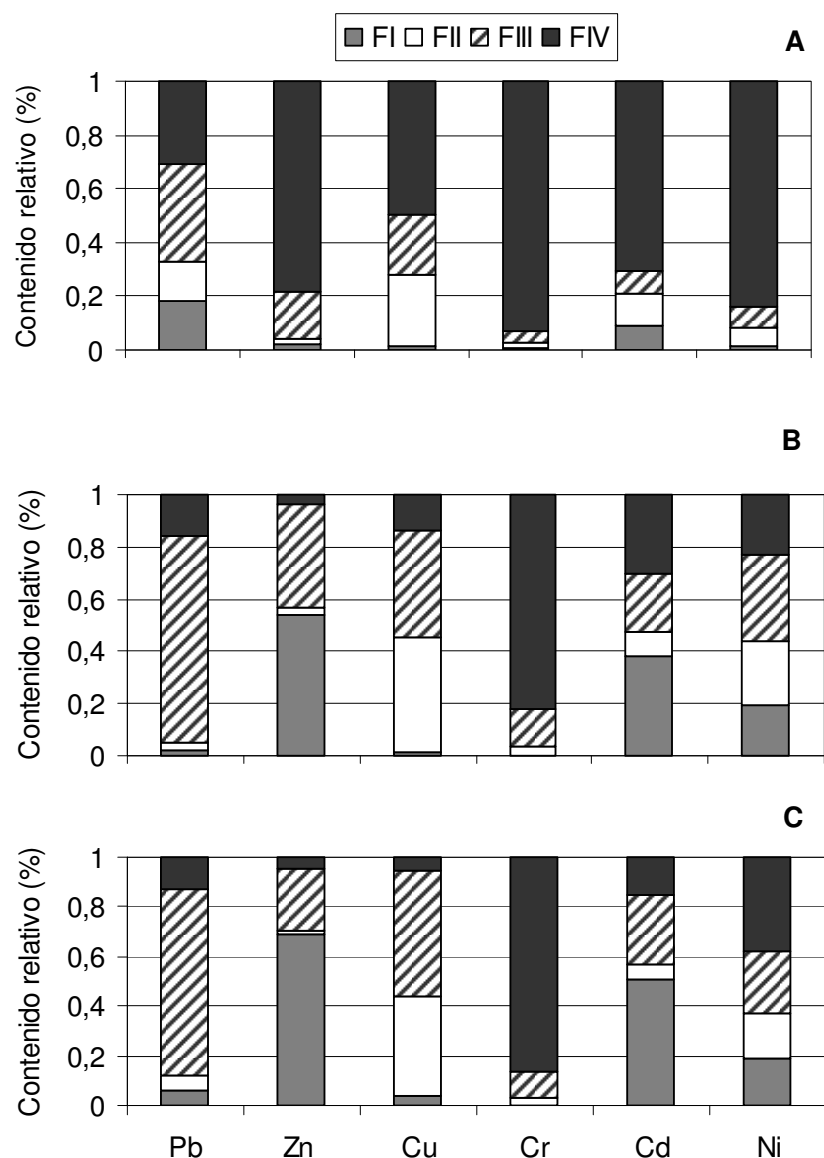 FI FII FIII FIV
A
Contenido relativo (%)
1
0,8
0,6
0,4
0,2
0
B
Contenido relativo (%)
1
0,8
0,6
0,4
0,2
0
C
Contenido relativo (%)
1
0,8
0,6
0,4
0,2
0
Pb Zn Cu Cr Cd Ni